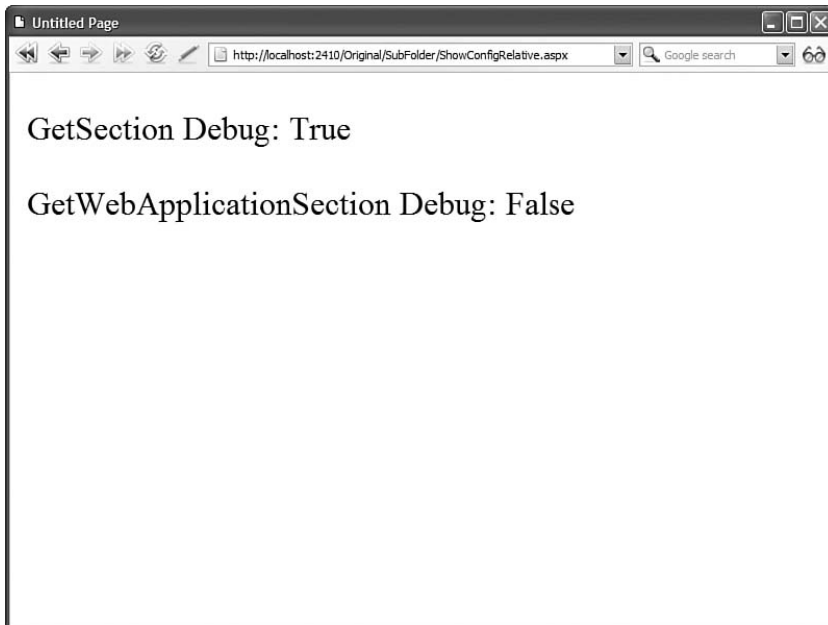 Untitled Page
http://localhost:2410/Original/SubFolder/ShowConfigRelative.aspx
Google search
GetSection Debug: True
GetWebApplicationSection Debug: False